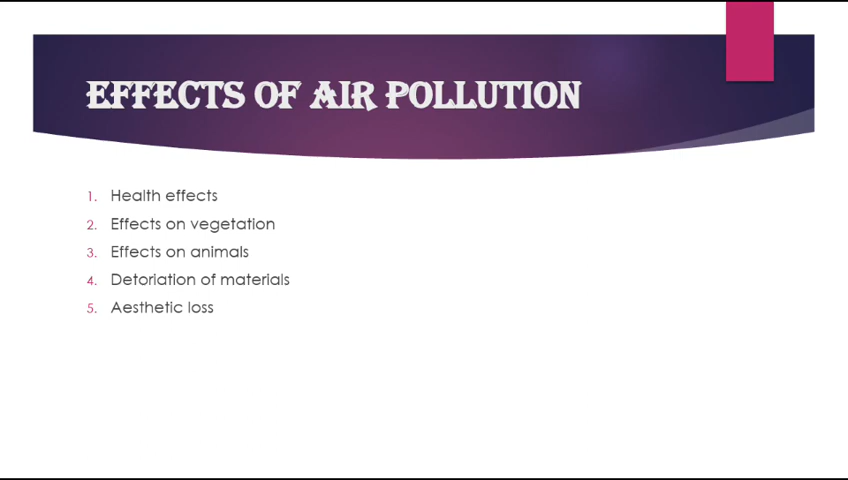 EFFECTS OF AIR POLLUTION
1. Health effects
2. Effects on vegetation
3. Effects on animals
4. Detoriation of materials
5. Aesthetic loss